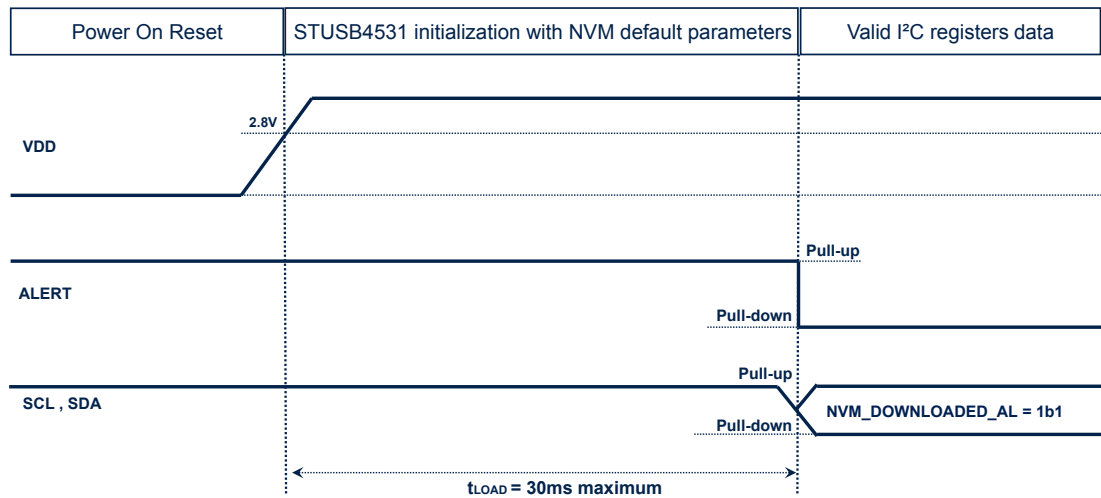 Power On Reset
STUSB4531 initialization with NVM default parameters
Valid I²C registers data
2.8V
VDD
Pull-up
ALERT
Pull-down
Pull-up
SCL , SDA
NVM_DOWNLOADED_AL = 1b1
Pull-down
tLOAD = 30ms maximum